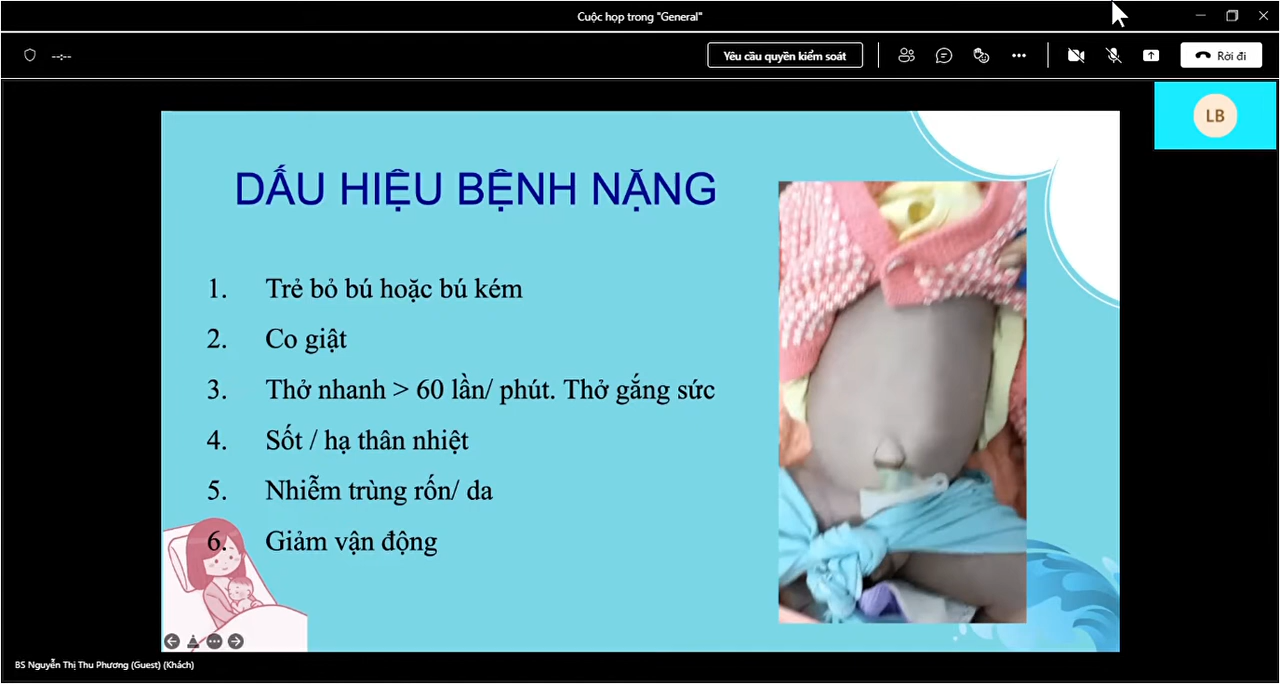 Cuộc họp trong "General"
--:--
Yêu cầu quyền kiểm soát
Rời đi
LB
DẤU HIỆU BỆNH NẶNG
1. Trẻ bỏ bú hoặc bú kém
2. Co giật
3. Thở nhanh > 60 lần/ phút. Thở gắng sức
4. Sốt / hạ thân nhiệt
5. Nhiễm trùng rốn/ da
6. Giảm vận động
BS Nguyễn Thị Thu Phương (Guest) (Khách)